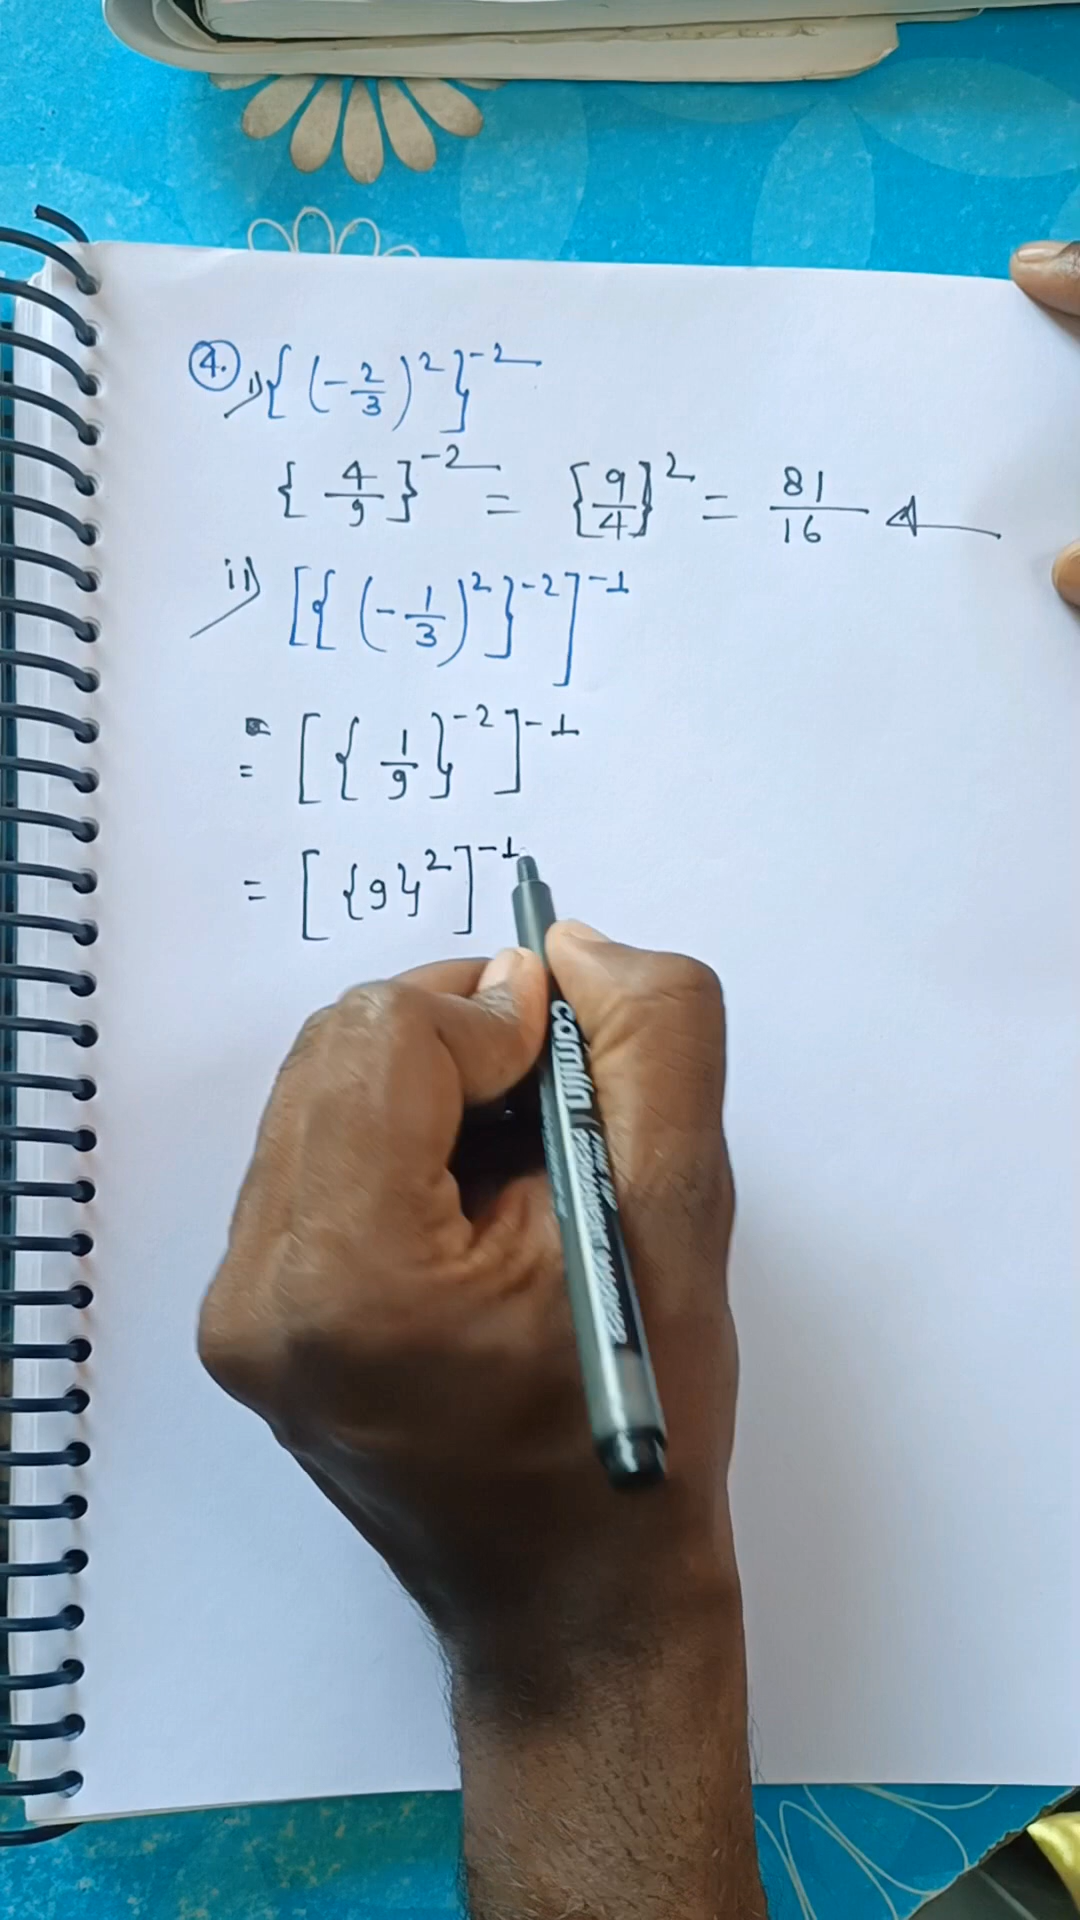 4. i) {(-2/3)²}⁻²
{4/9}⁻² = {9/4}² = 81/16
ii) [{(-1/3)²}⁻²]⁻¹
= [{1/9}⁻²]⁻¹
= [{9}²]⁻¹
camlin